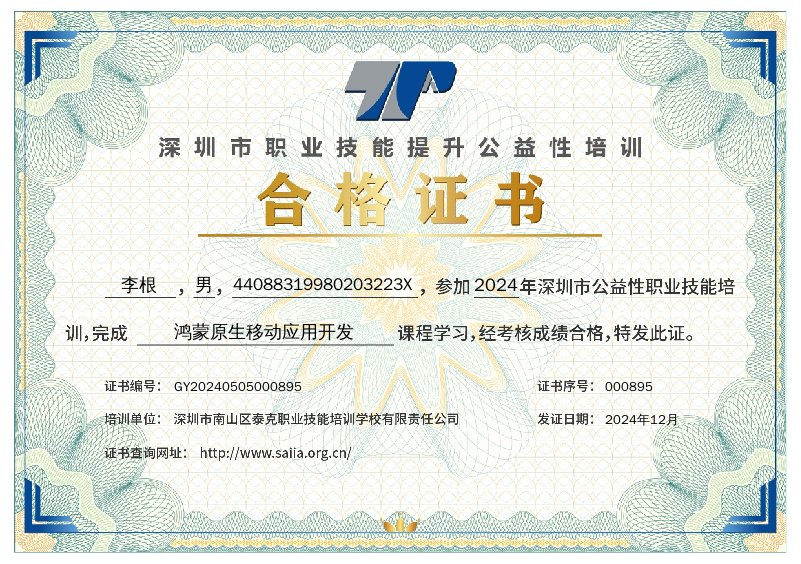 深圳市职业技能提升公益性培训
合格证书
李根，男，44088319980203223X，参加2024年深圳市公益性职业技能培
训，完成 鸿蒙原生移动应用开发 课程学习，经考核成绩合格，特发此证。
证书编号： GY20240505000895 证书序号： 000895
培训单位： 深圳市南山区泰克职业技能培训学校有限责任公司 发证日期： 2024年12月
证书查询网址： http://www.saiia.org.cn/